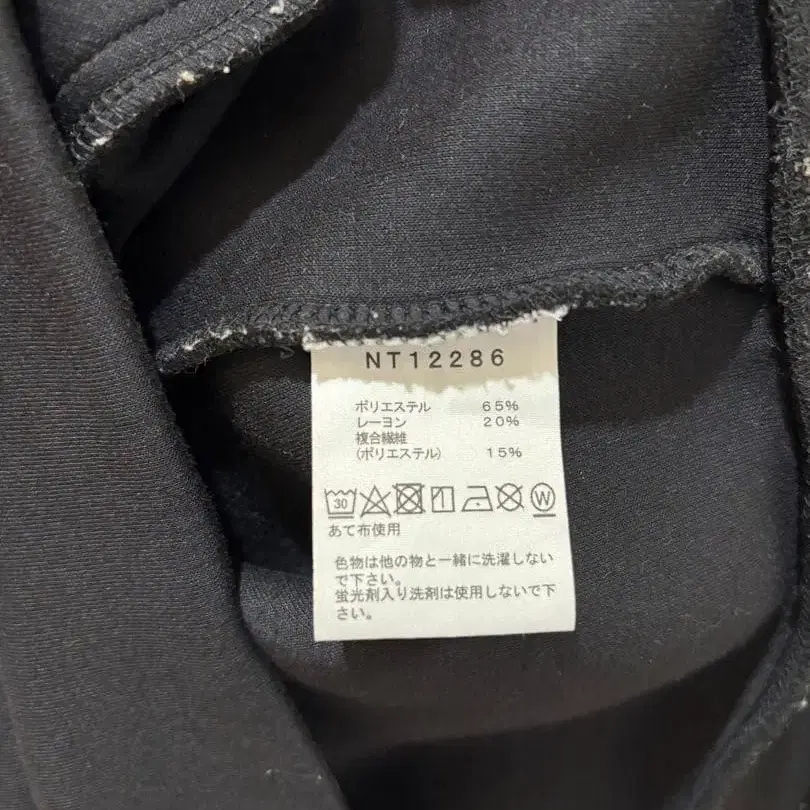 NT12286
ポリエステル 65%
レーヨン 20%
複合繊維
(ポリエステル) 15%
30 W
あて布使用
色物は他の物と一緒に洗濯しない
で下さい。
蛍光剤入り洗剤は使用しないで下
さい。